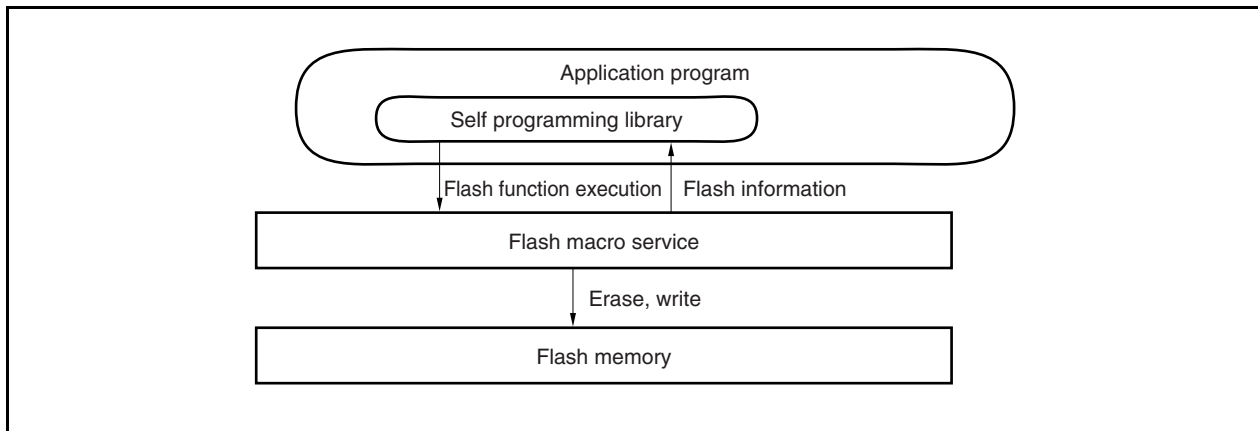 Application program
Self programming library
Flash function execution
Flash information
Flash macro service
Erase, write
Flash memory